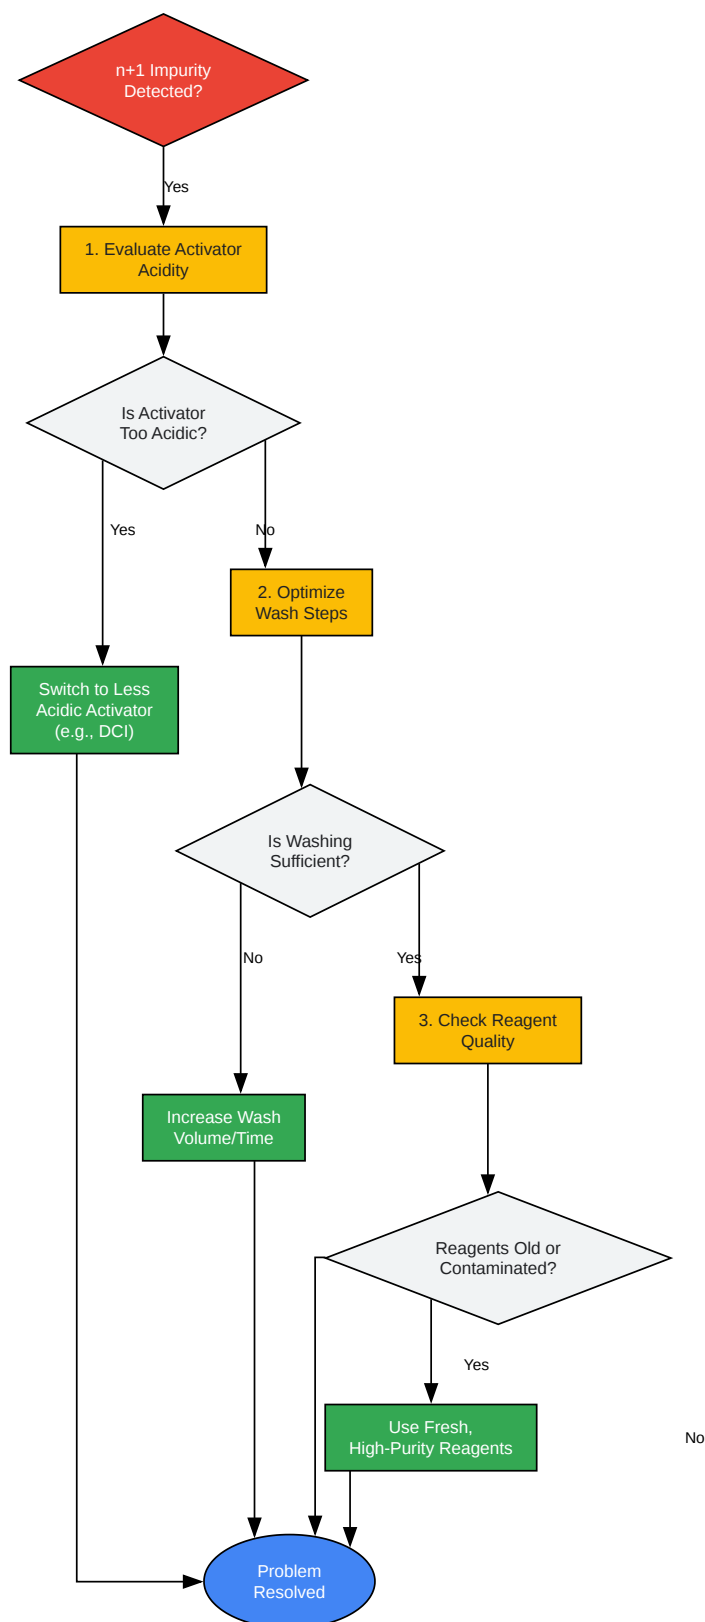 n+1 Impurity
Detected?
Yes
1. Evaluate Activator
Acidity
Is Activator
Too Acidic?
Yes
No
2. Optimize
Wash Steps
Switch to Less
Acidic Activator
(e.g., DCI)
Is Washing
Sufficient?
No
Yes
3. Check Reagent
Quality
Increase Wash
Volume/Time
Reagents Old or
Contaminated?
Yes
Use Fresh,
High-Purity Reagents
No
Problem
Resolved